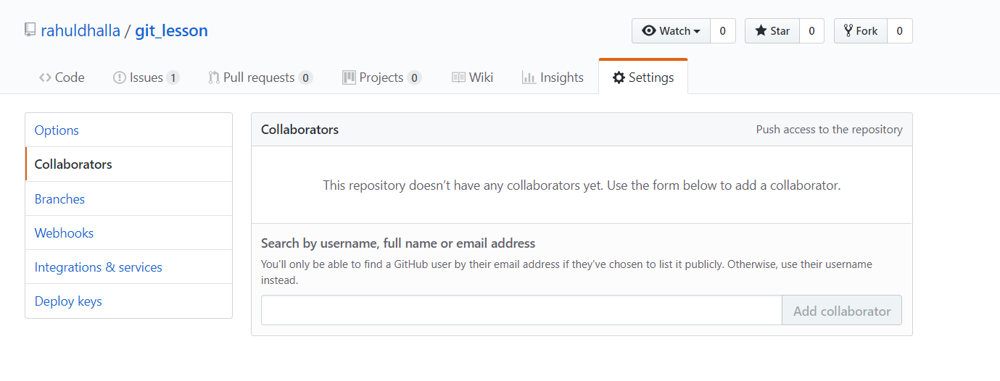 rahuldhalla / git_lesson
Watch 0 Star 0 Fork 0
Code Issues 1 Pull requests 0 Projects 0 Wiki Insights Settings
Options
Collaborators
Branches
Webhooks
Integrations & services
Deploy keys
Collaborators Push access to the repository
This repository doesn’t have any collaborators yet. Use the form below to add a collaborator.
Search by username, full name or email address
You'll only be able to find a GitHub user by their email address if they've chosen to list it publicly. Otherwise, use their username
instead.
Add collaborator